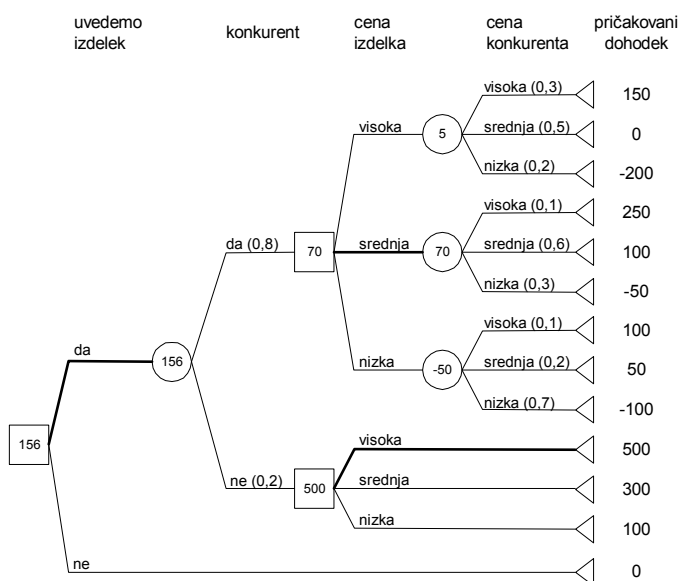 uvedemo
izdelek
konkurent
cena
izdelka
cena
konkurenta
pričakovani
dohodek
visoka (0,3)
150
visoka
5
srednja (0,5)
0
nizka (0,2)
-200
visoka (0,1)
250
da (0,8)
70
srednja
70
srednja (0,6)
100
nizka (0,3)
-50
visoka (0,1)
100
da
156
nizka
-50
srednja (0,2)
50
nizka (0,7)
-100
156
visoka
500
ne (0,2)
500
srednja
300
nizka
100
ne
0